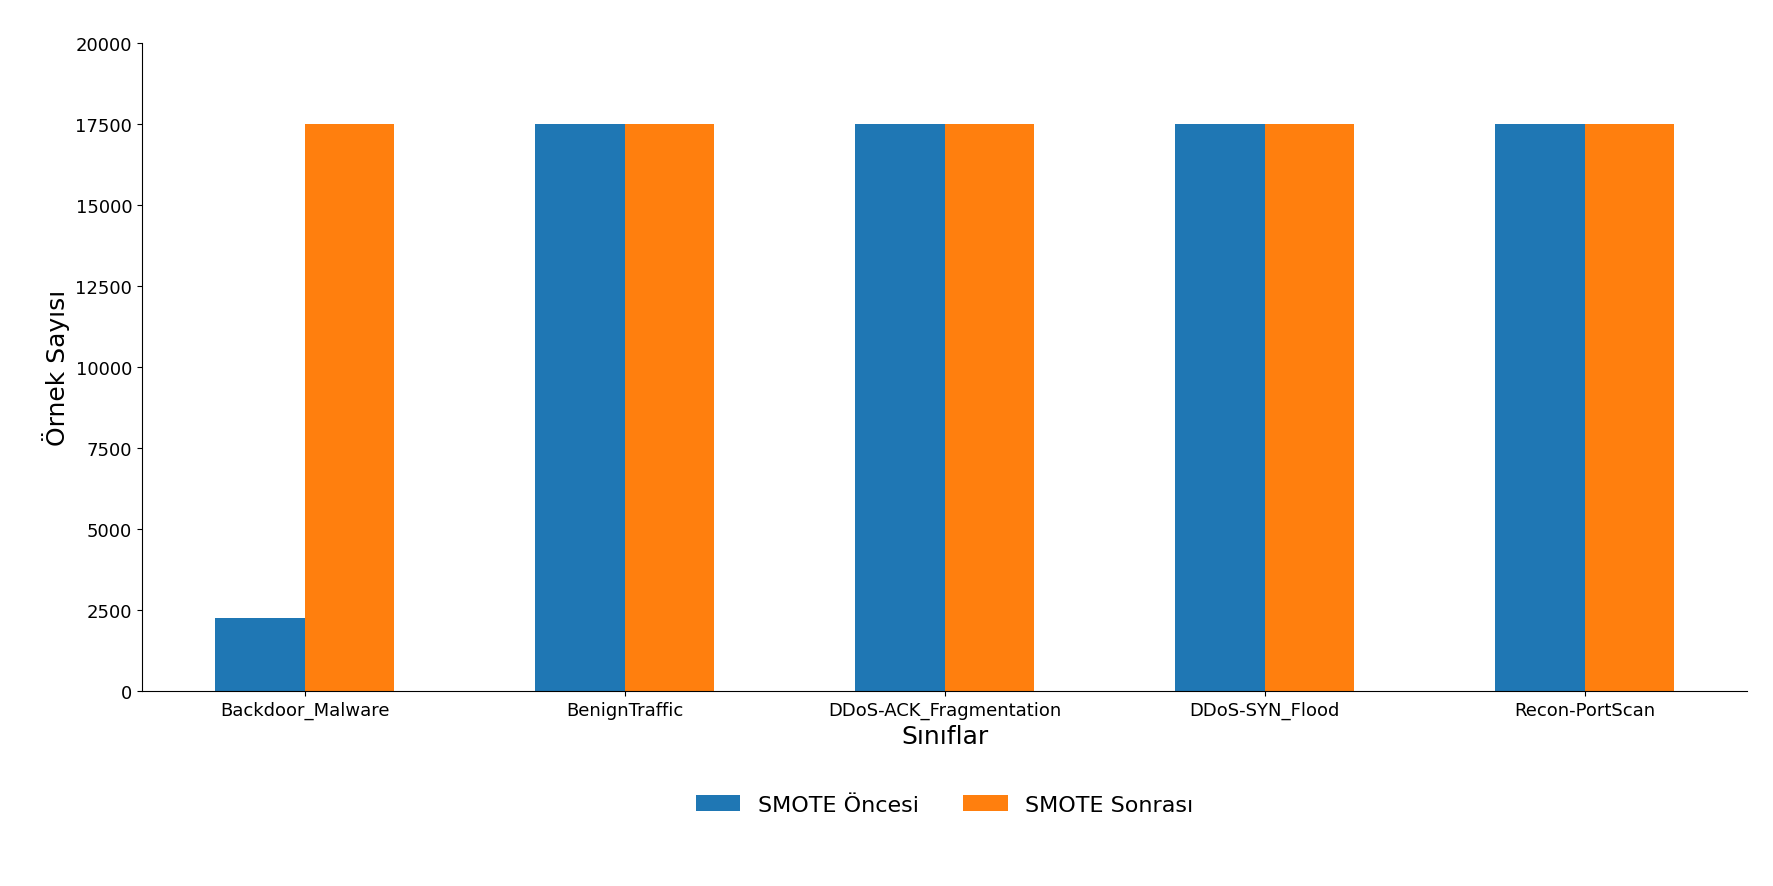 20000
17500
15000
12500
10000
7500
5000
2500
0
Örnek Sayısı
Backdoor_Malware
BenignTraffic
DDoS-ACK_Fragmentation
DDoS-SYN_Flood
Recon-PortScan
Sınıflar
SMOTE Öncesi
SMOTE Sonrası